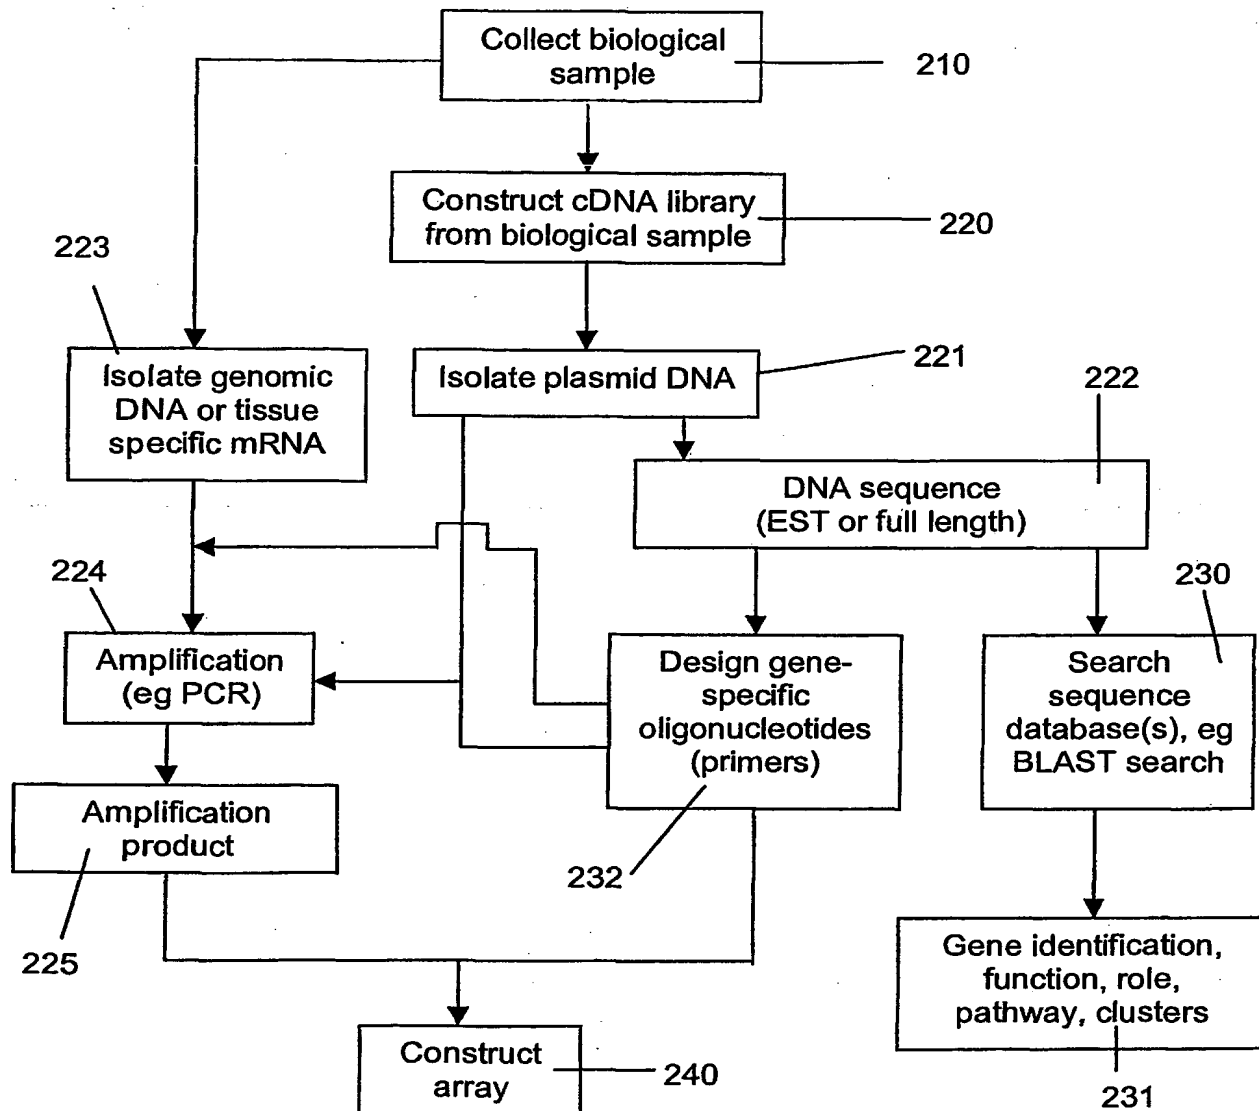 Collect biological
sample
210
Construct cDNA library
from biological sample
220
223
Isolate genomic
DNA or tissue
specific mRNA
Isolate plasmid DNA
221
222
DNA sequence
(EST or full length)
224
Amplification
(eg PCR)
Design gene-
specific
oligonucleotides
(primers)
230
Search
sequence
database(s), eg
BLAST search
Amplification
product
225
232
Gene identification,
function, role,
pathway, clusters
231
Construct
array
240